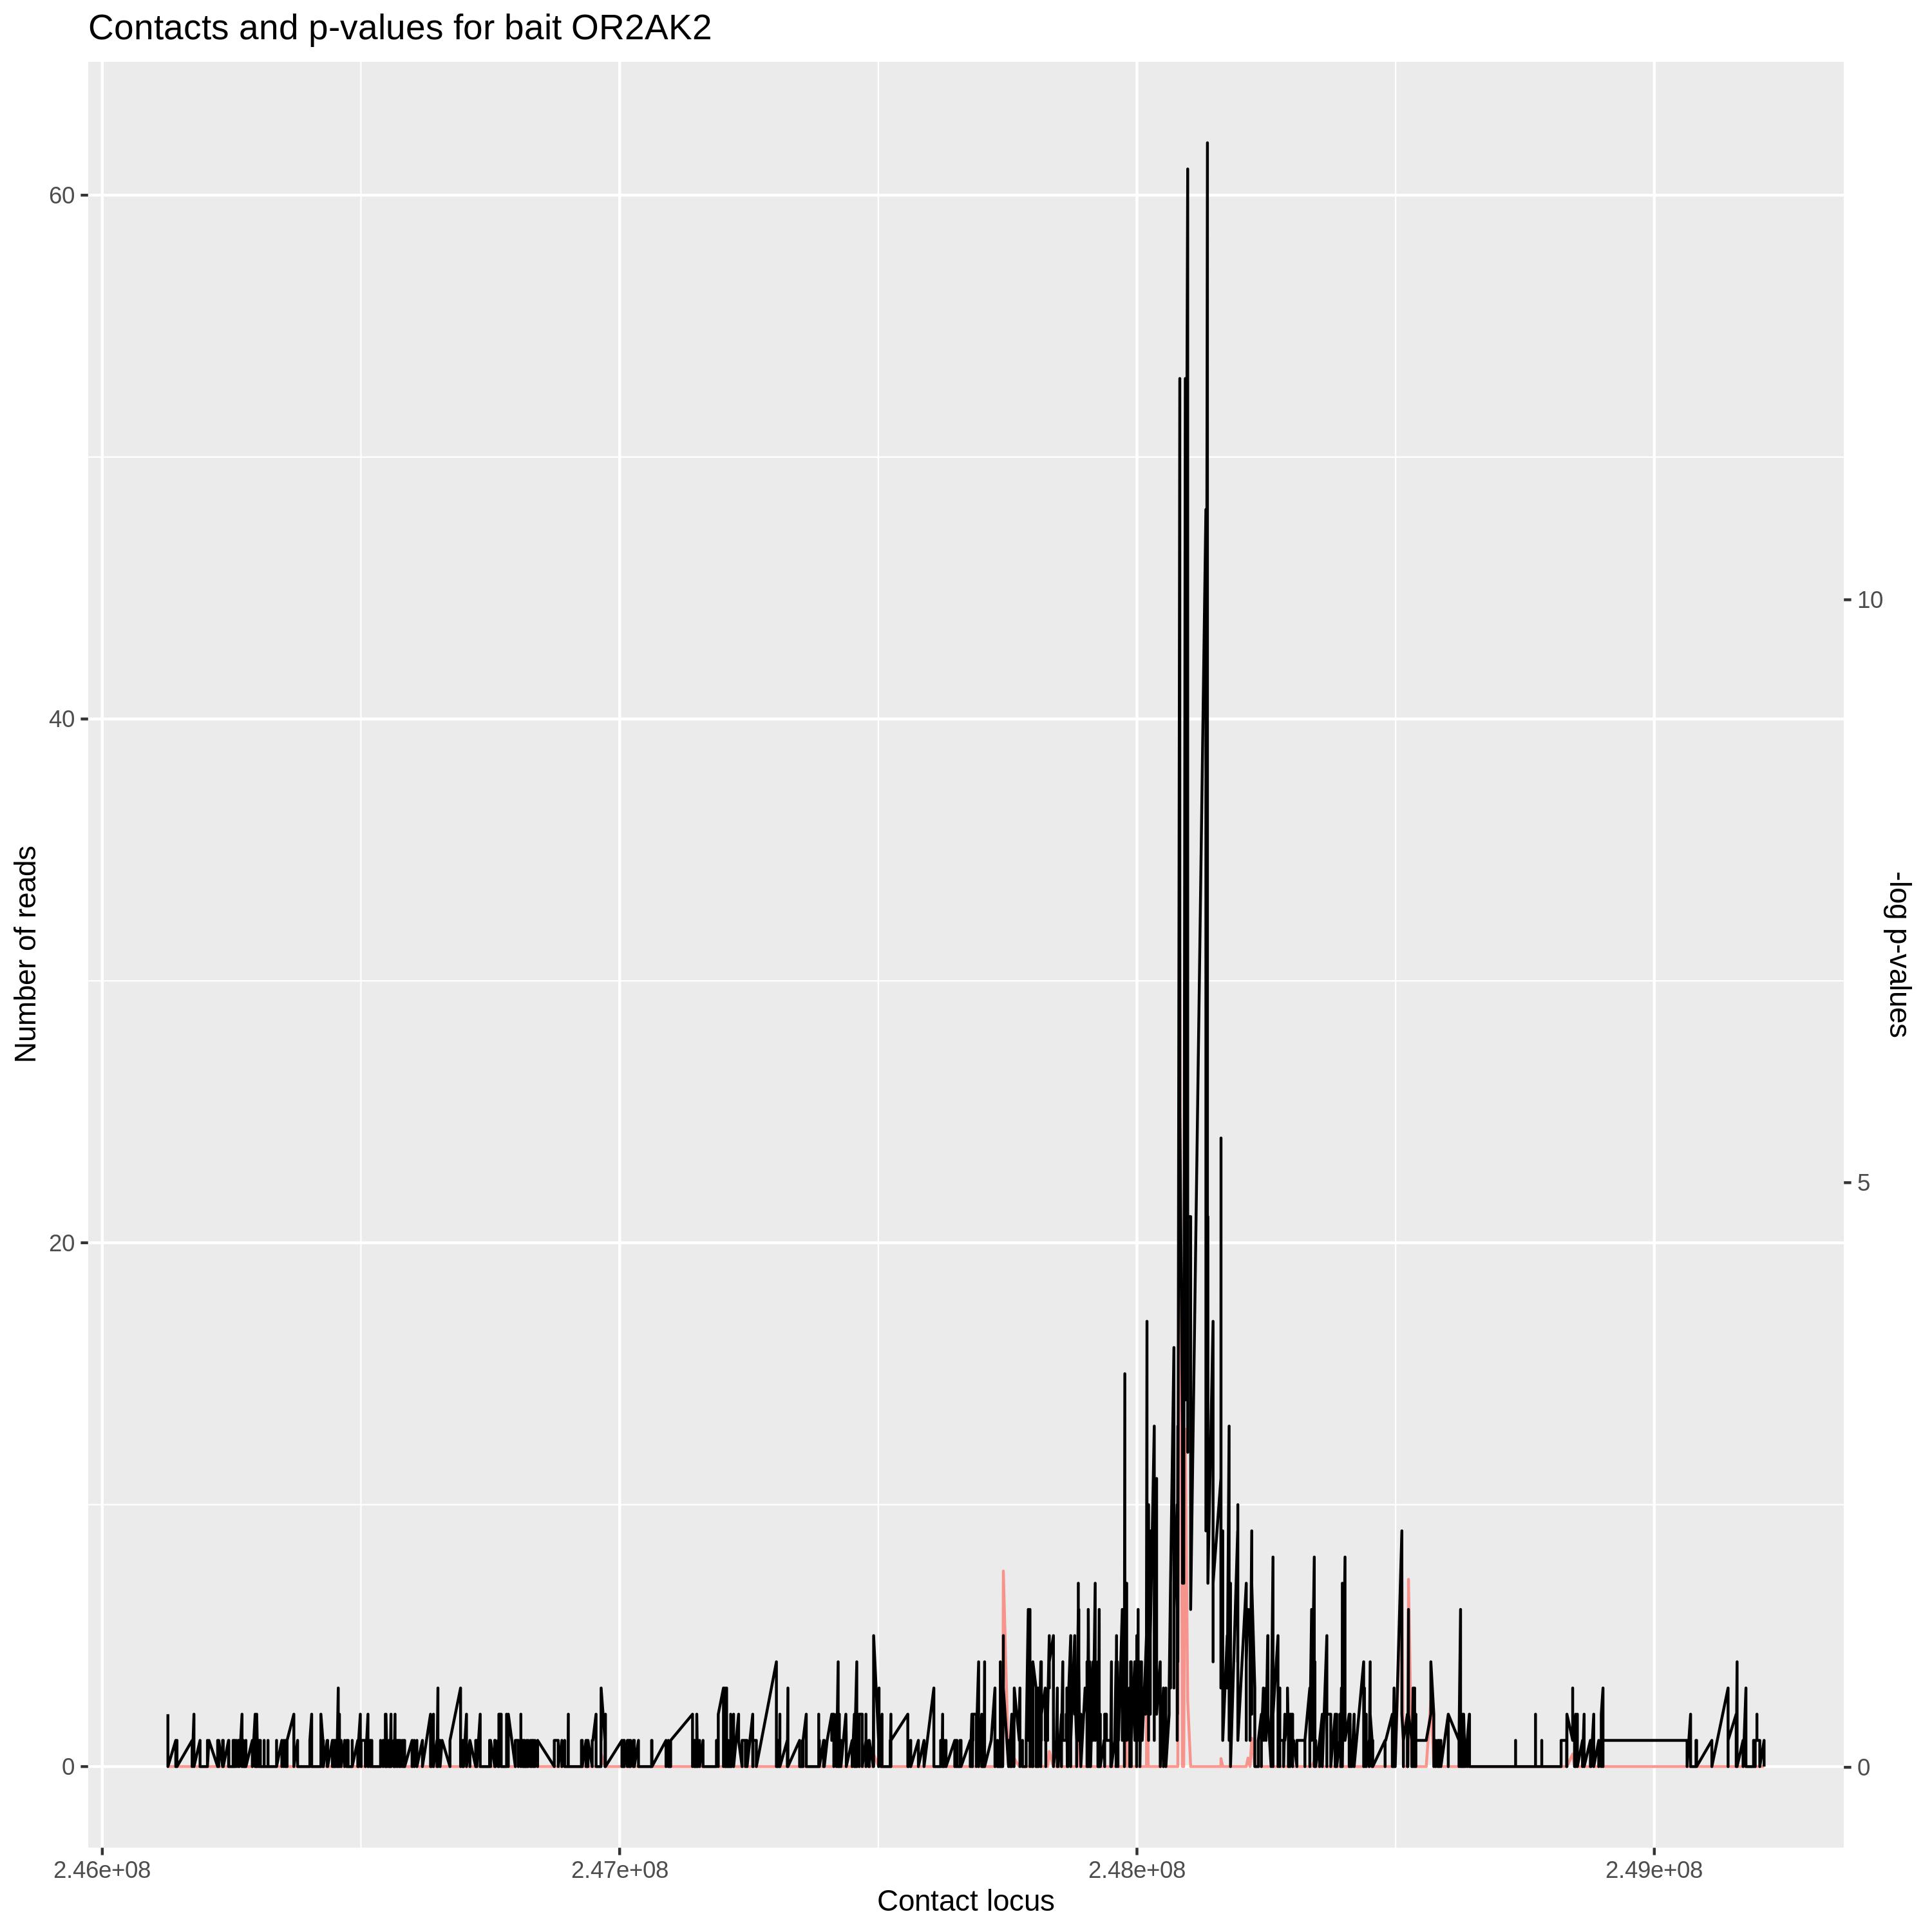 Contacts and p-values for bait OR2AK2
60
40
20
0
Number of reads
10
5
0
-log p-values
2.46e+08
2.47e+08
2.48e+08
2.49e+08
Contact locus